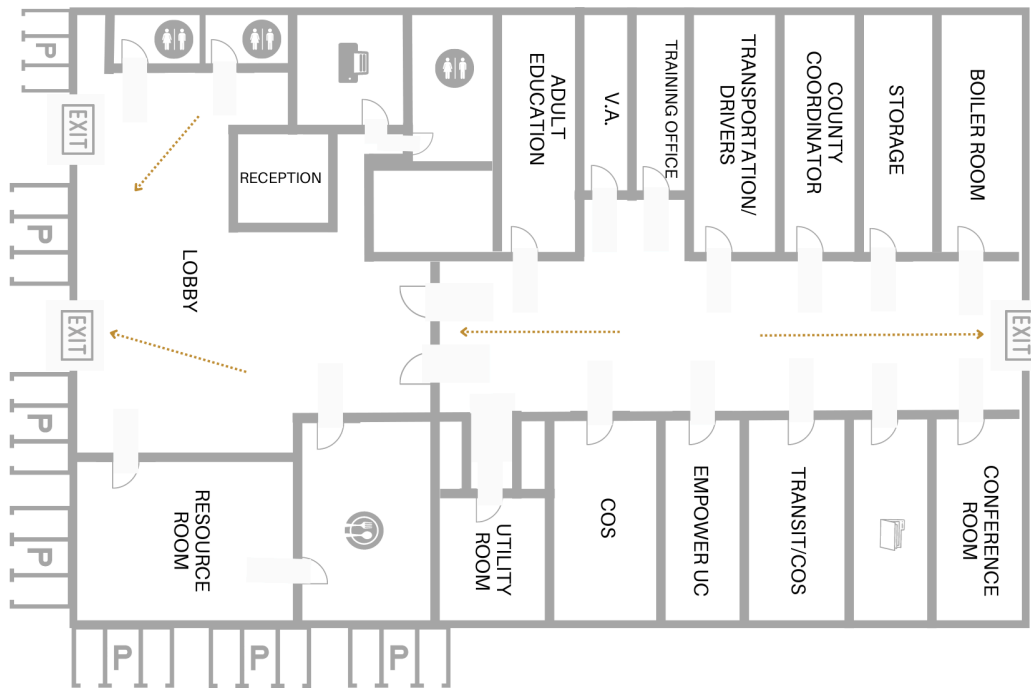 P
EXIT
P
EXIT
P
P
P
P
P
LOBBY
RECEPTION
RESOURCE
ROOM
ADULT
EDUCATION
V.A.
TRAINING OFFICE
TRANSPORTATION/
DRIVERS
COUNTY
COORDINATOR
STORAGE
BOILER ROOM
EXIT
UTILITY
ROOM
COS
EMPOWER UC
TRANSIT/COS
CONFERENCE
ROOM